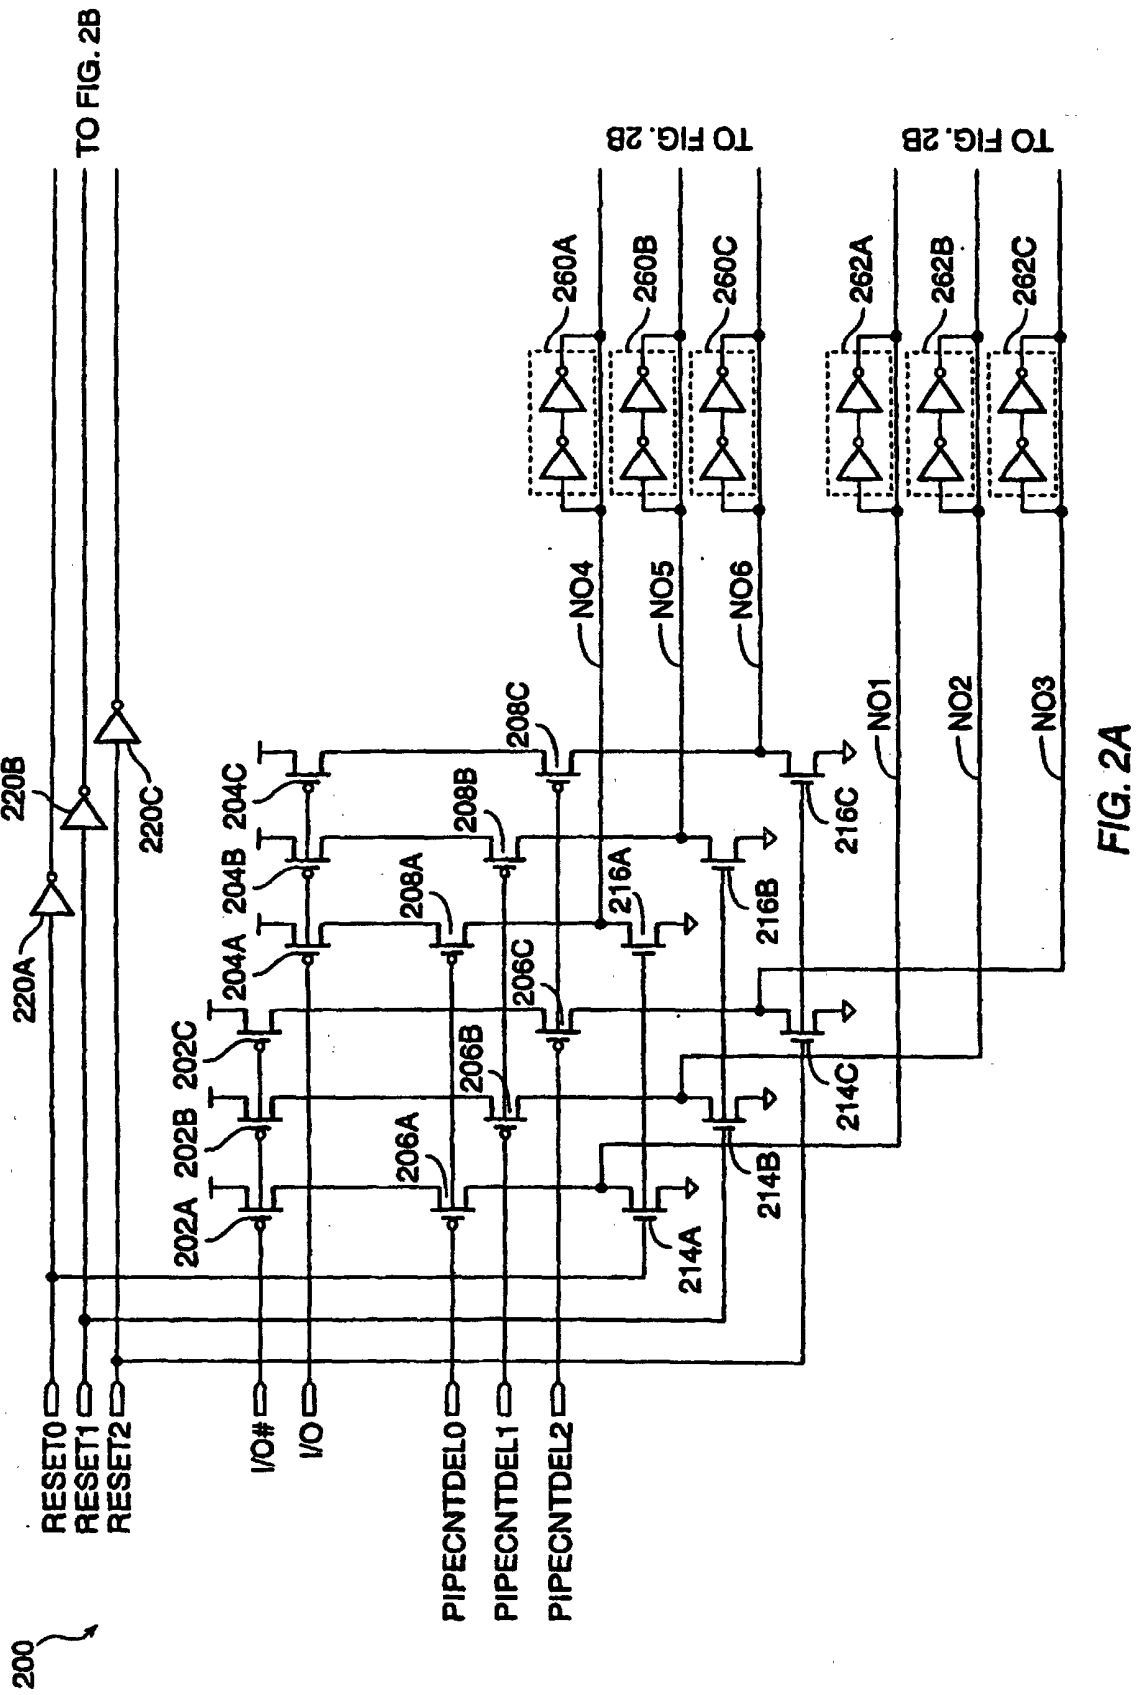 200
RESET0
RESET1
RESET2
I/O#
I/O
PIPECNTDEL0
PIPECNTDEL1
PIPECNTDEL2
220A
220B
220C
TO FIG. 2B
202A
202B
202C
204A
204B
204C
206A
206B
206C
208A
208B
208C
214A
214B
214C
216A
216B
216C
NO4
NO5
NO6
NO1
NO2
NO3
260A
260B
260C
262A
262B
262C
TO FIG. 2B
TO FIG. 2B
FIG. 2A